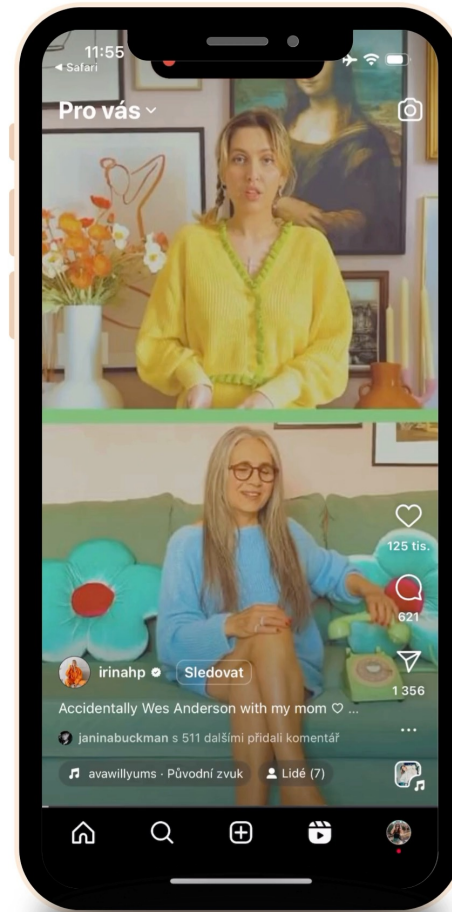 11:55
◀ Safari
Pro vás
125 tis.
621
1 356
irinahp
Sledovat
Accidentally Wes Anderson with my mom ♡ ...
janinabuckman s 511 dalšími přidali komentář
avawillyums · Původní zvuk
Lidé (7)